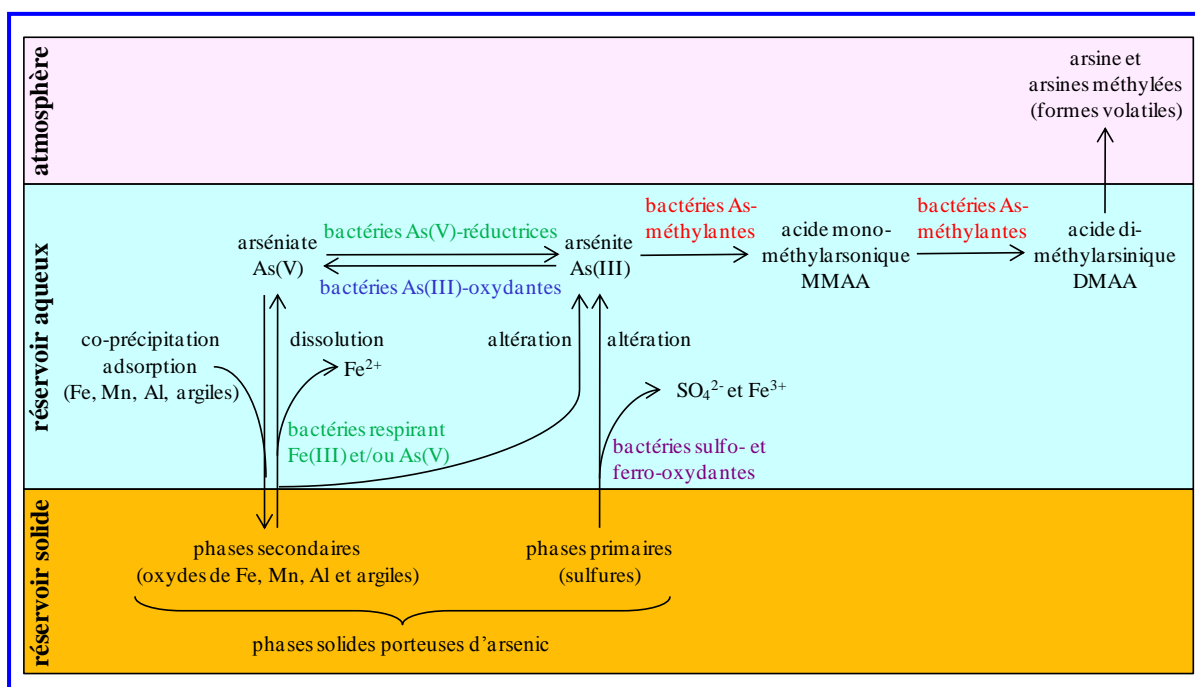 atmosphère
arsine et
arsines méthylées
(formes volatiles)
réservoir aqueux
arséniate
As(V)
bactéries As(V)-réductrices
bactéries As(III)-oxydantes
arsénite
As(III)
bactéries As-
méthylantes
acide mono-
méthylarsonique
MMAA
bactéries As-
méthylantes
acide di-
méthylarsinique
DMAA
co-précipitation
adsorption
(Fe, Mn, Al, argiles)
dissolution
Fe²⁺
altération
altération
SO₄²⁻ et Fe³⁺
bactéries respirant
Fe(III) et/ou As(V)
bactéries sulfo- et
ferro-oxydantes
réservoir solide
phases secondaires
(oxydes de Fe, Mn, Al et argiles)
phases primaires
(sulfures)
phases solides porteuses d'arsenic